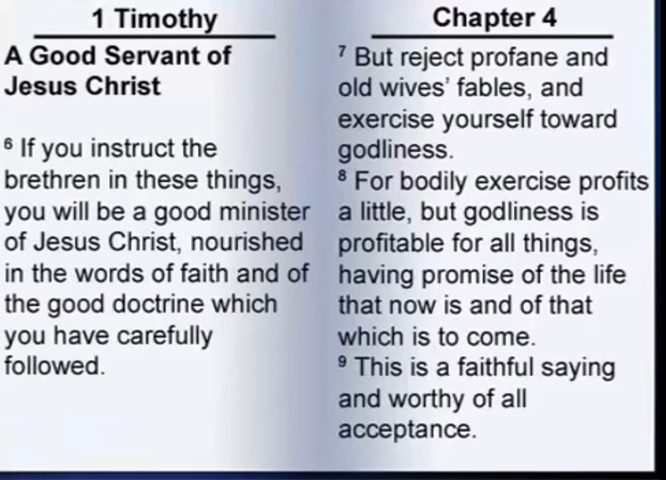 1 Timothy
A Good Servant of
Jesus Christ
6 If you instruct the
brethren in these things,
you will be a good minister
of Jesus Christ, nourished
in the words of faith and of
the good doctrine which
you have carefully
followed.
Chapter 4
7 But reject profane and
old wives' fables, and
exercise yourself toward
godliness.
8 For bodily exercise profits
a little, but godliness is
profitable for all things,
having promise of the life
that now is and of that
which is to come.
9 This is a faithful saying
and worthy of all
acceptance.